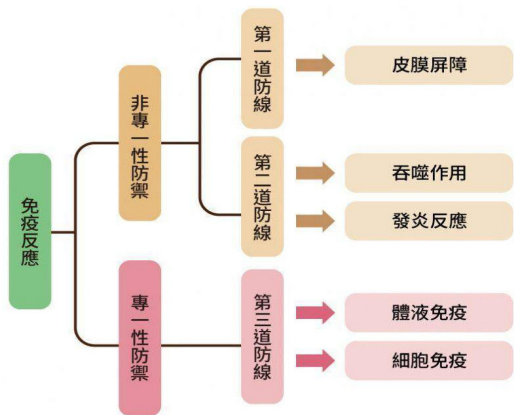 免疫反應
非專一性防禦
第一道防線
皮膜屏障
第二道防線
吞噬作用
發炎反應
專一性防禦
第三道防線
體液免疫
細胞免疫